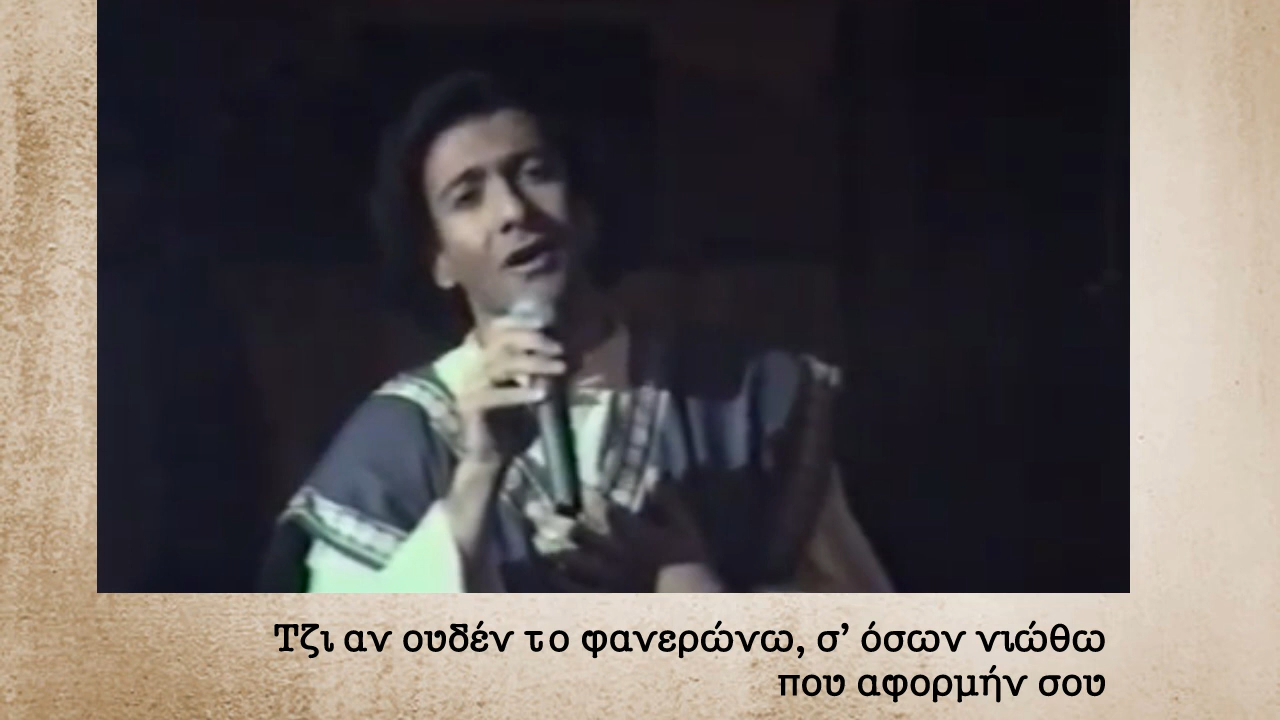 Τζι αν ουδέν το φανερώνω, σ’ όσων νιώθω
που αφορμήν σου